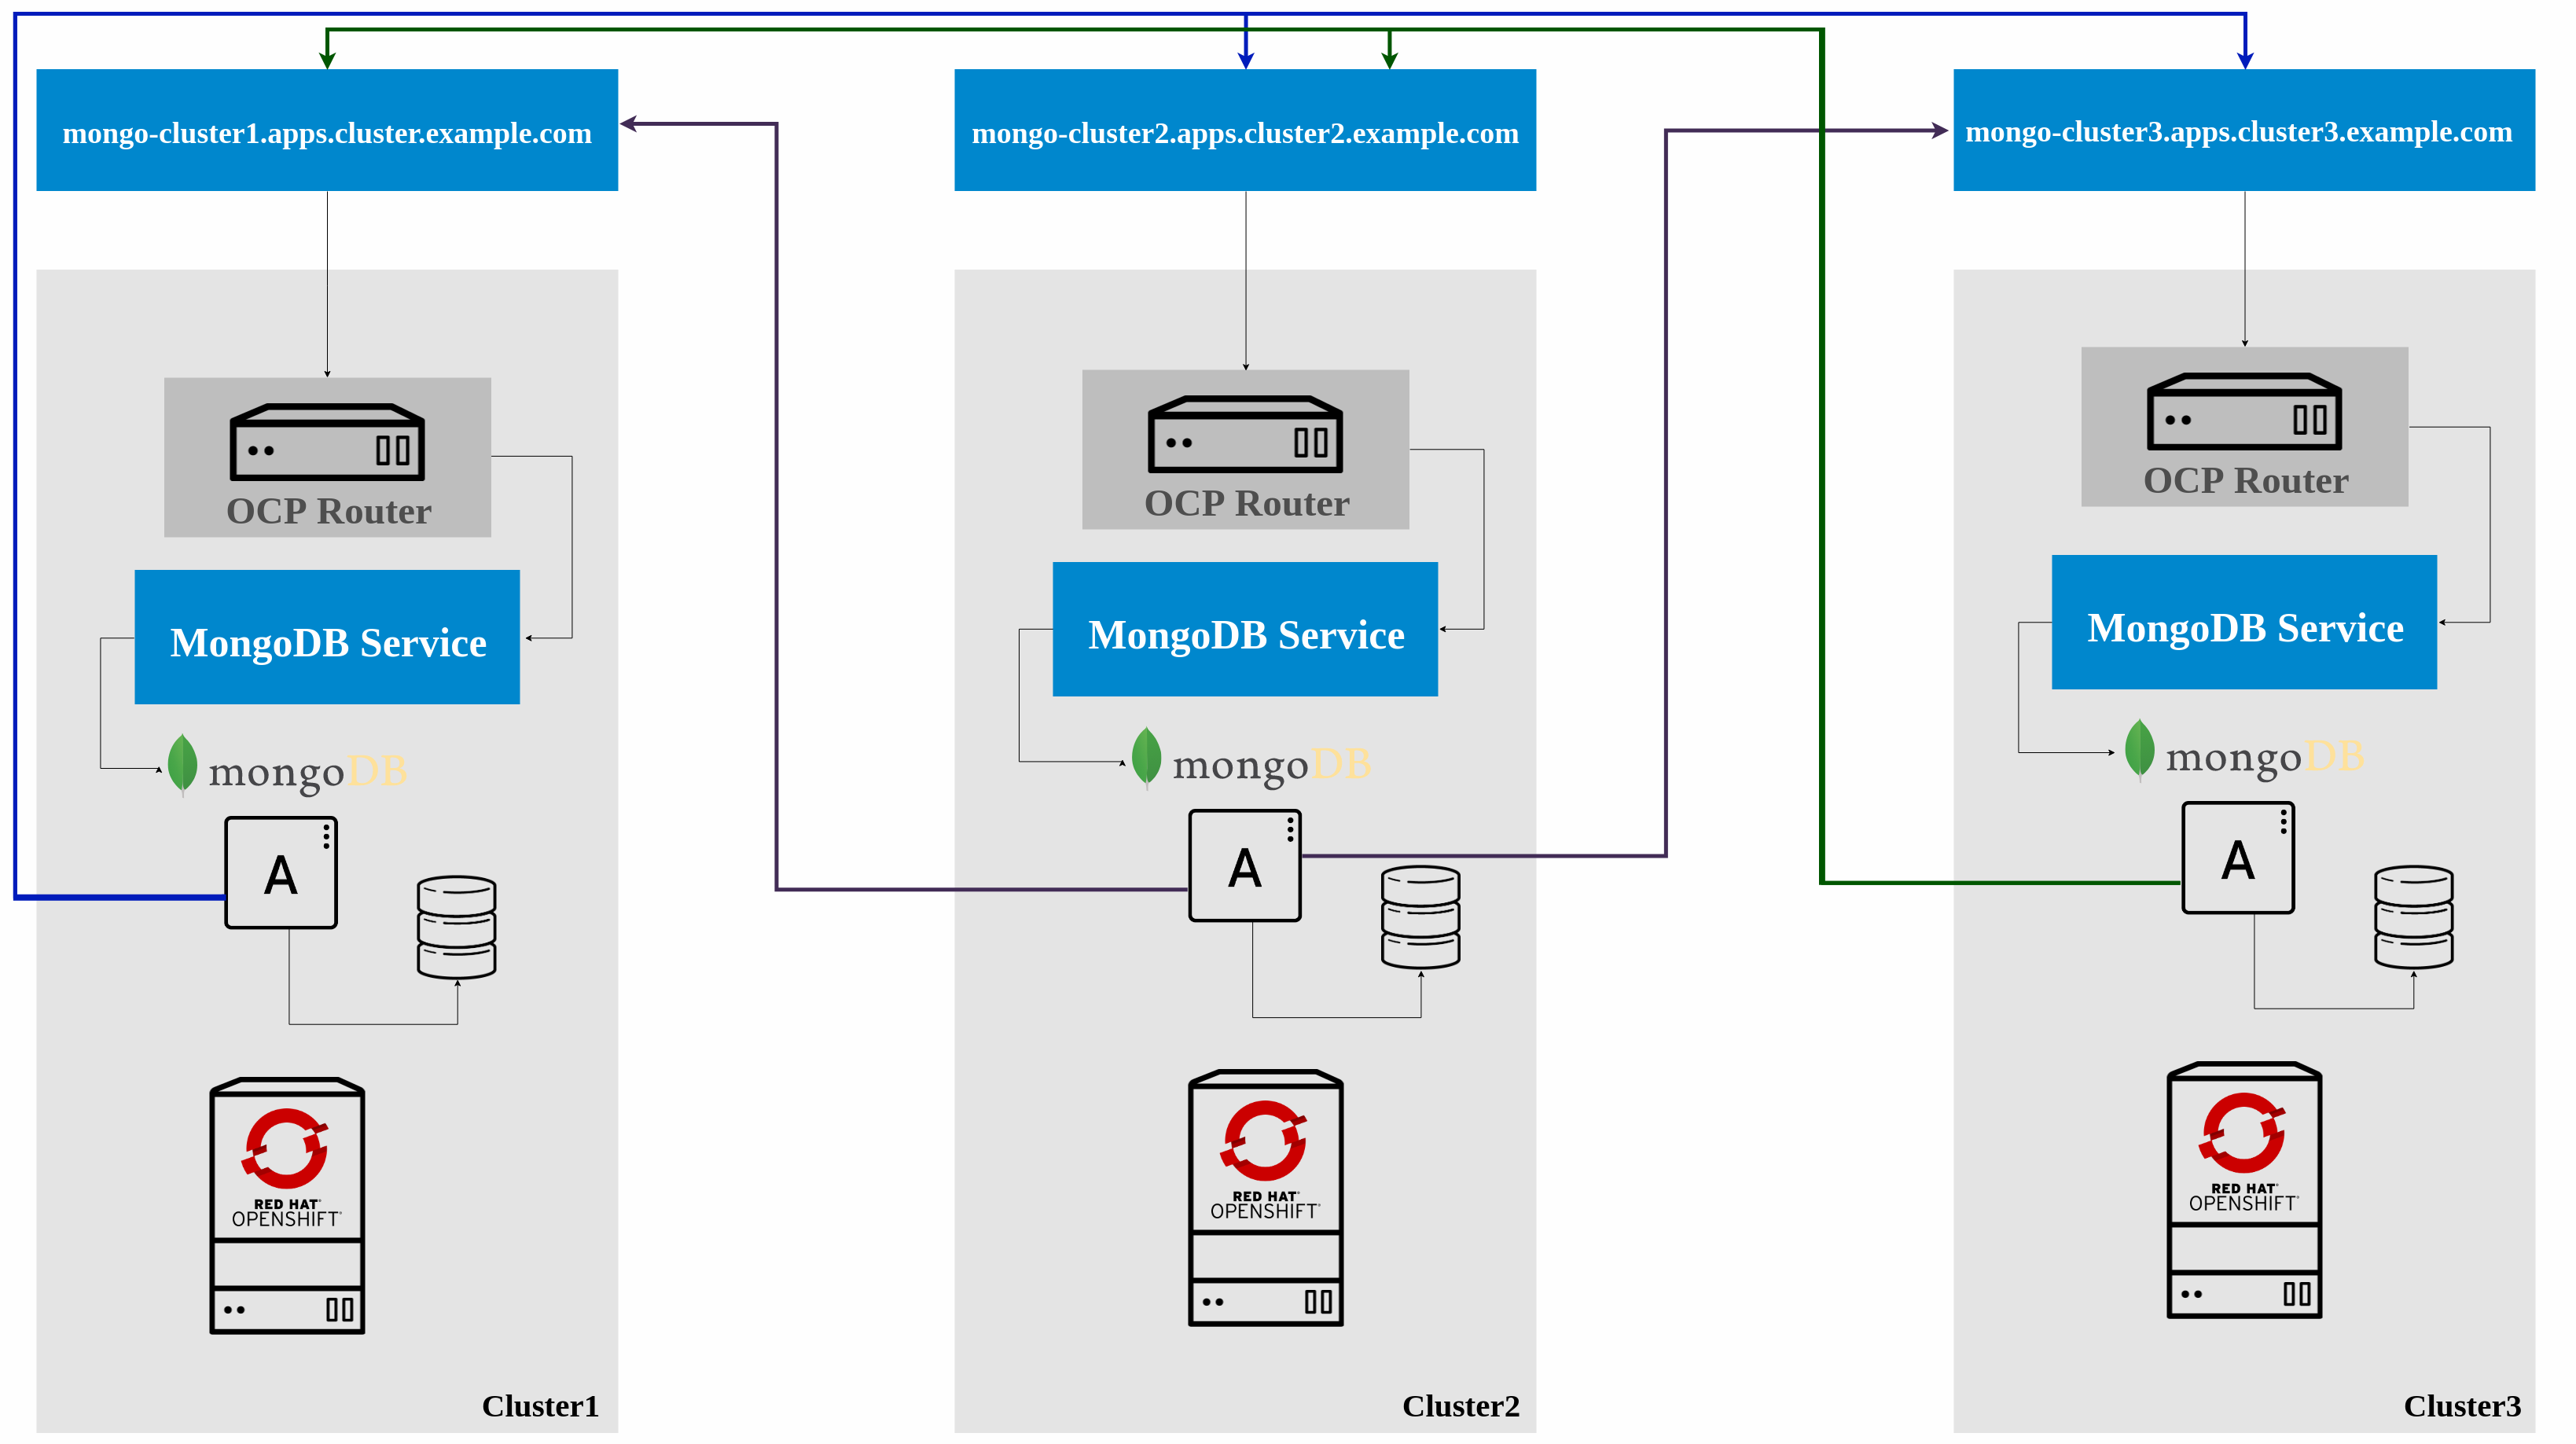 mongo-cluster1.apps.cluster.example.com
mongo-cluster2.apps.cluster2.example.com
mongo-cluster3.apps.cluster3.example.com
OCP Router
OCP Router
OCP Router
MongoDB Service
MongoDB Service
MongoDB Service
mongoDB
mongoDB
mongoDB
A
A
A
RED HAT
OPENSHIFT
RED HAT
OPENSHIFT
RED HAT
OPENSHIFT
Cluster1
Cluster2
Cluster3